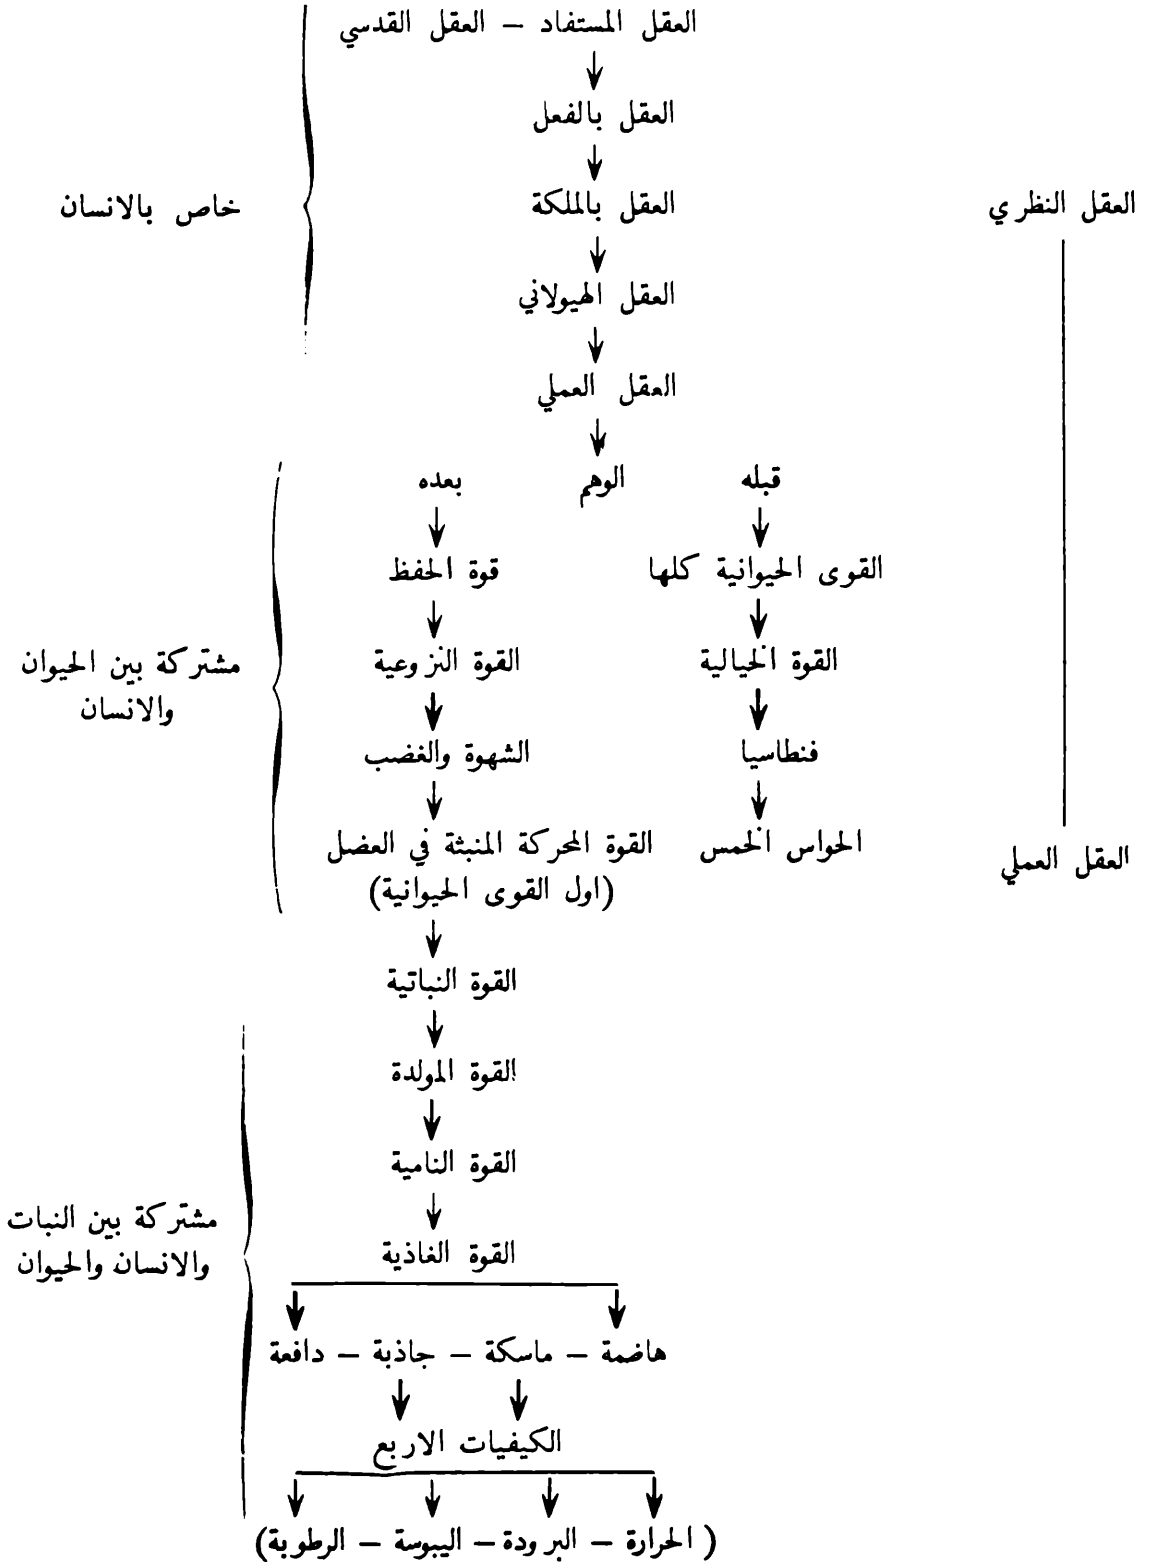 العقل المستفاد – العقل القدسي
العقل بالفعل
العقل النظري
العقل بالملكة
خاص بالانسان
العقل الهيولاني
العقل العملي
قبله
الوهم
بعده
القوى الحيوانية كلها
قوة الحفظ
القوة الخيالية
القوة النزوعية
مشتركة بين الحيوان
والانسان
فنطاسيا
الشهوة والغضب
العقل العملي
الحواس الخمس
القوة المحركة المنبثة في العضل
(اول القوى الحيوانية)
القوة النباتية
القوة المولدة
القوة النامية
مشتركة بين النبات
والانسان والحيوان
القوة الغاذية
هاضمة – ماسكة – جاذبة – دافعة
الكيفيات الاربع
(الحرارة – البرودة – اليبوسة – الرطوبة)